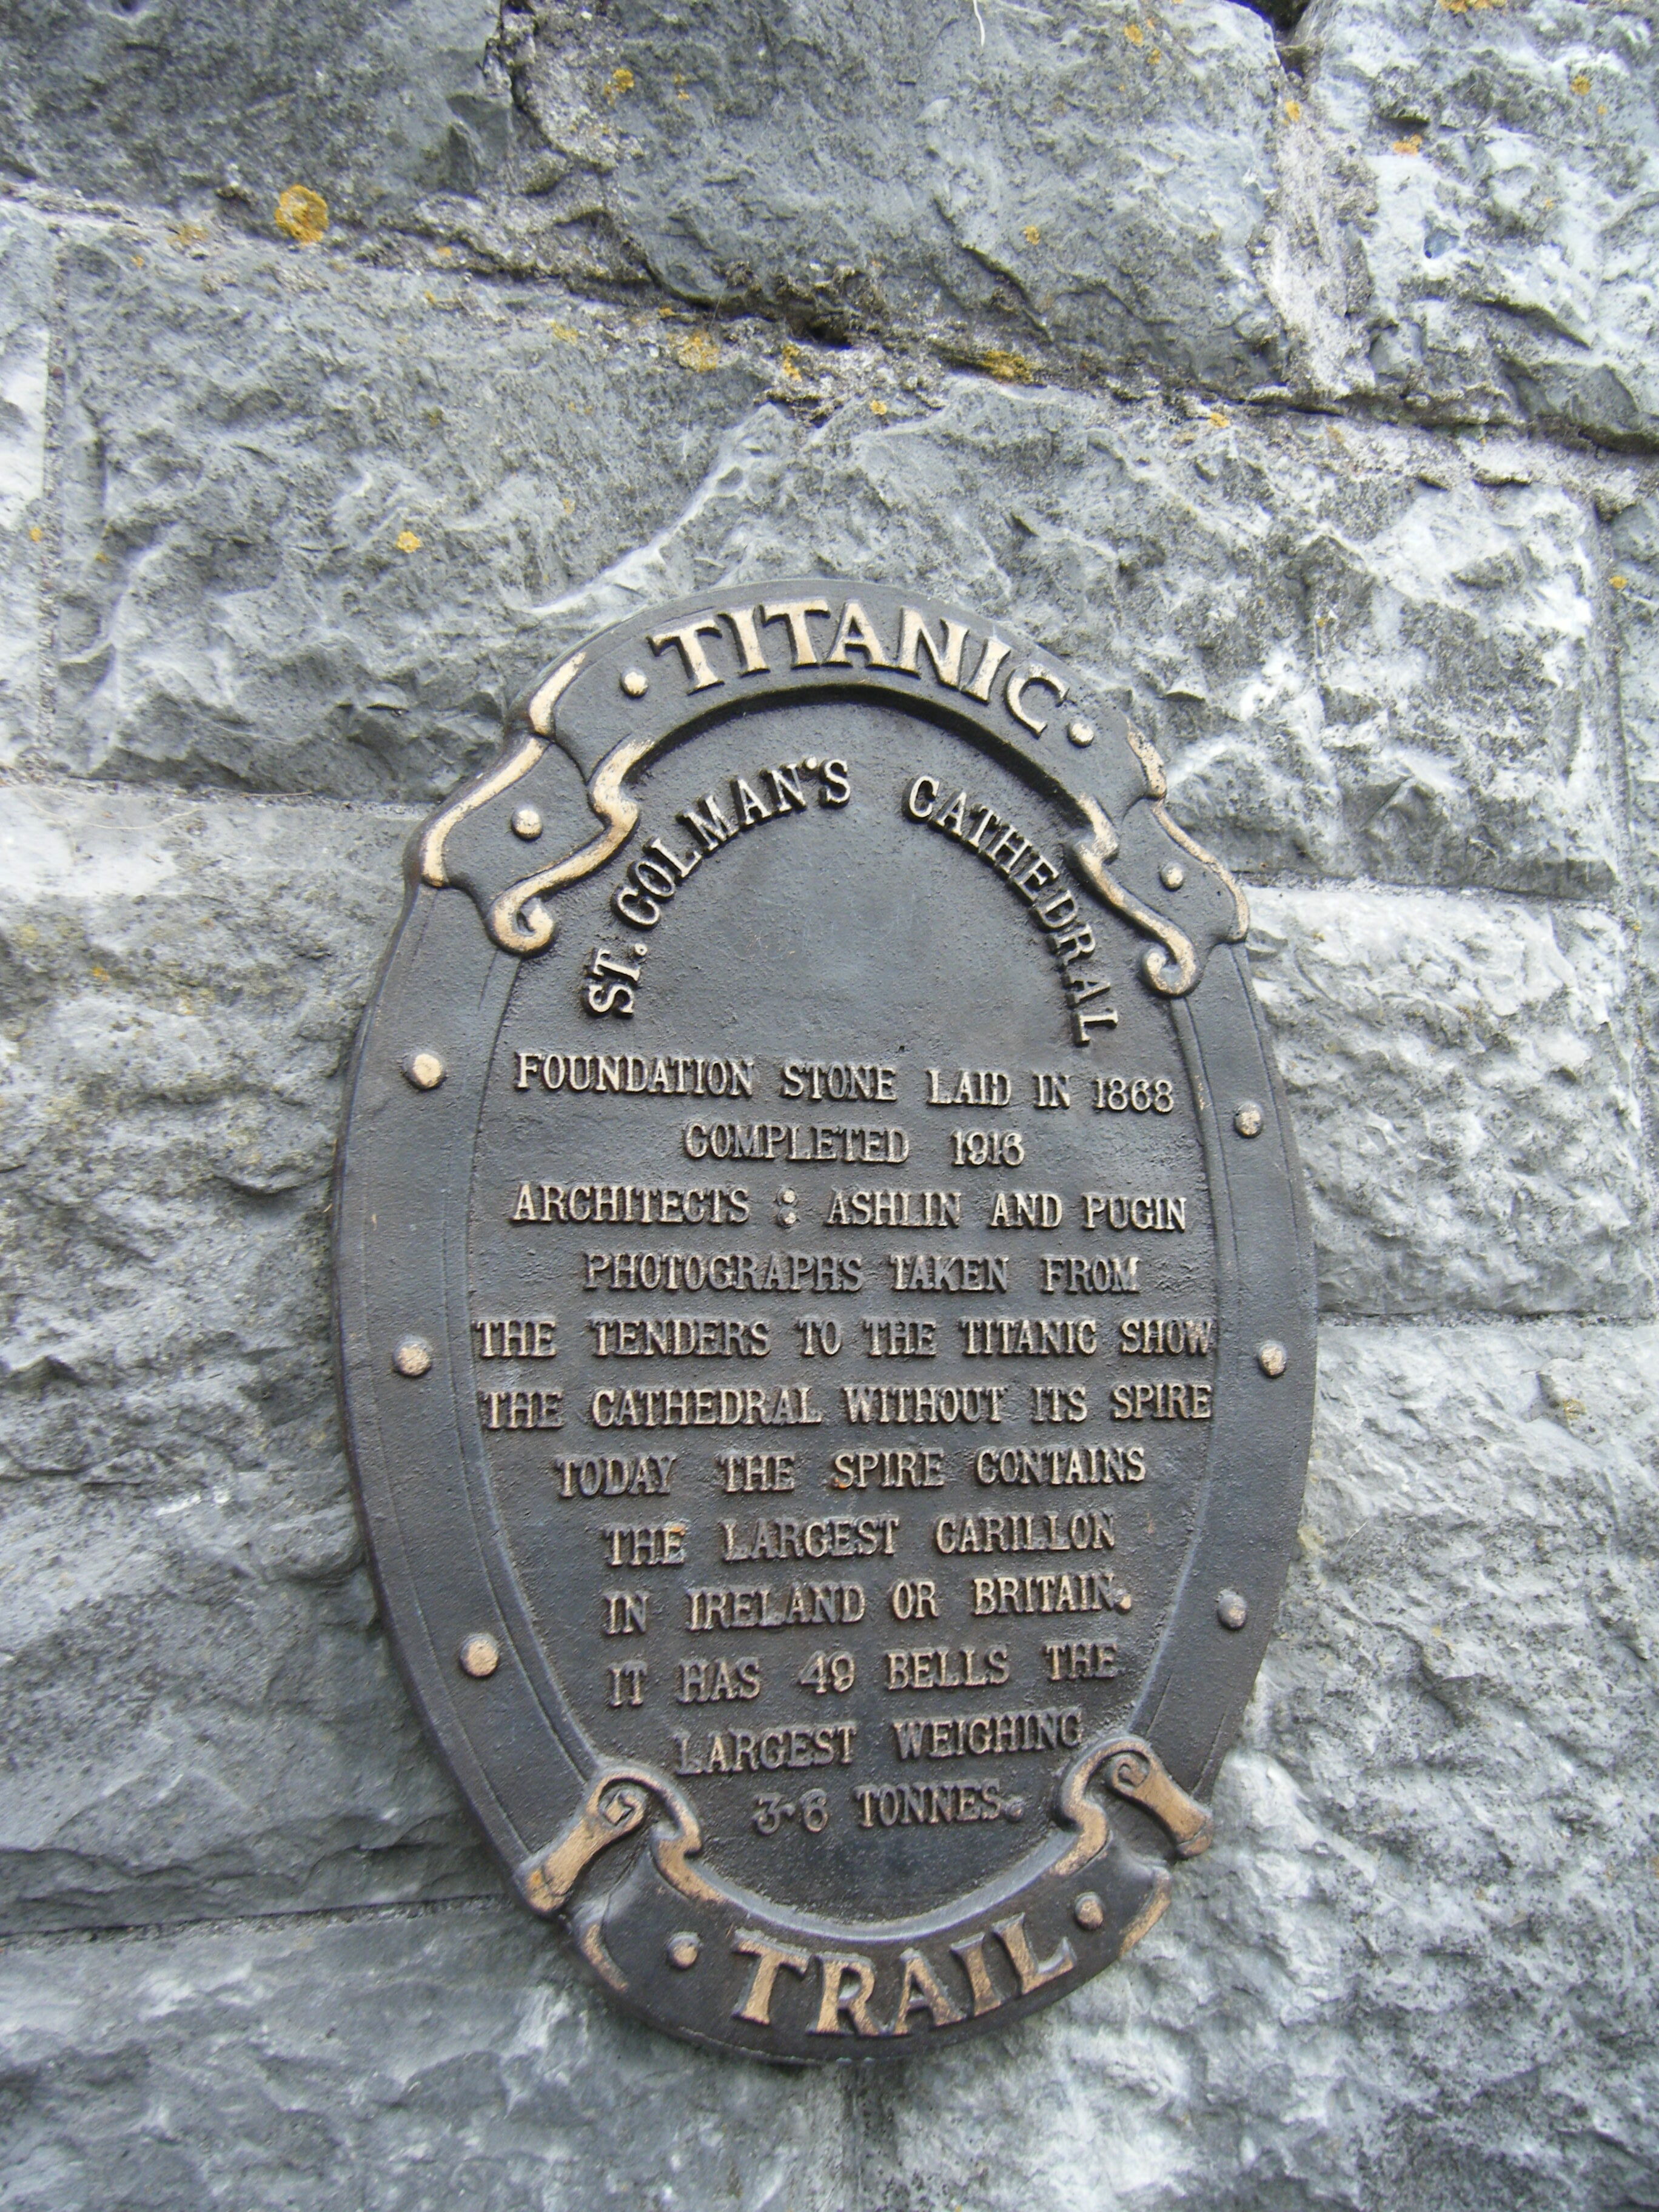 TITANIC
ST. COLMAN'S CATHEDRAL
FOUNDATION STONE LAID IN 1868
COMPLETED 1916
ARCHITECTS : ASHLIN AND PUGIN
PHOTOGRAPHS TAKEN FROM
THE TENDERS TO THE TITANIC SHOW
THE CATHEDRAL WITHOUT ITS SPIRE
TODAY THE SPIRE CONTAINS
THE LARGEST CARILLON
IN IRELAND OR BRITAIN.
IT HAS 49 BELLS THE
LARGEST WEIGHING
3·6 TONNES.
TRAIL